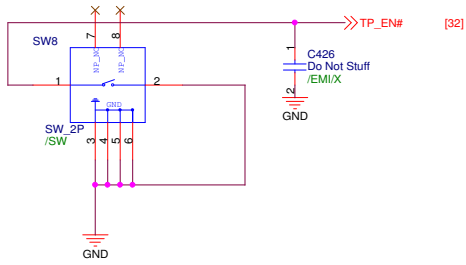 TP_EN# [32]
7
8
SW8
NP_NC
NP_NC
1
2
GND
SW_2P
/SW
3
4
5
6
GND
1
C426
Do Not Stuff
/EMI/X
2
GND